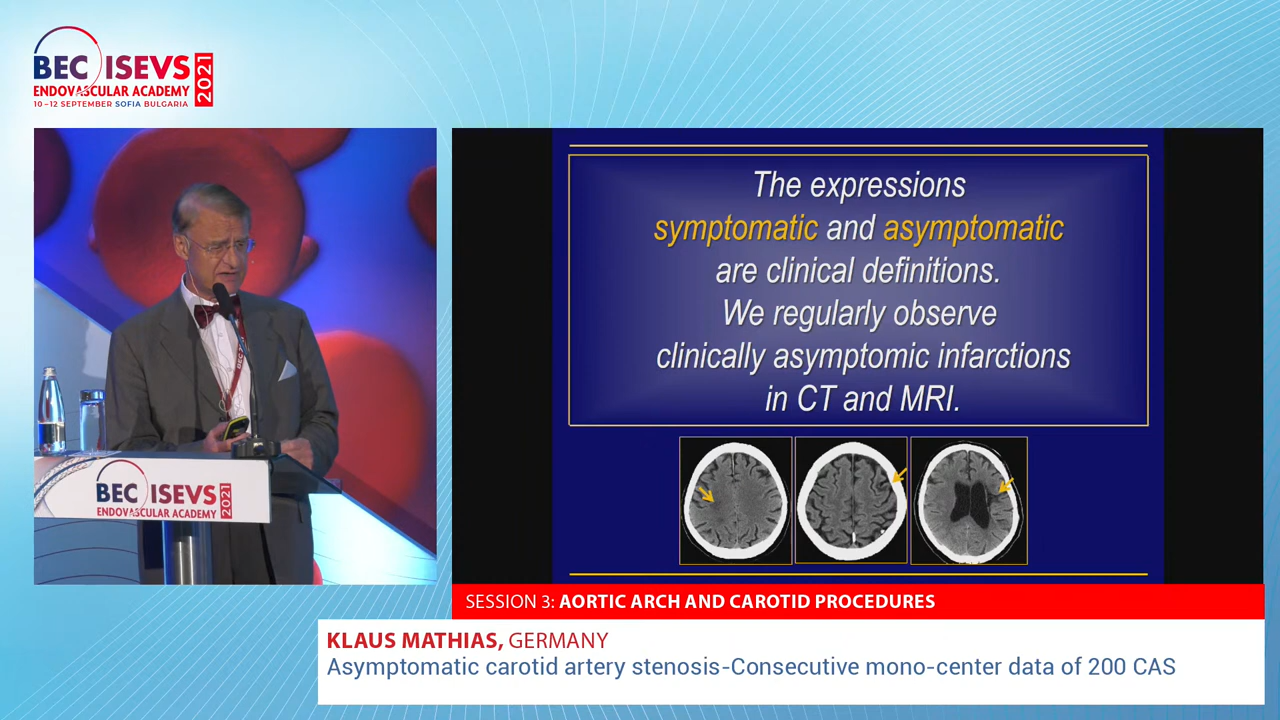 BEC ISEVS 2021
ENDOVASCULAR ACADEMY
10–12 SEPTEMBER SOFIA BULGARIA
The expressions
symptomatic and asymptomatic
are clinical definitions.
We regularly observe
clinically asymptomic infarctions
in CT and MRI.
BEC ISEVS 2021
ENDOVASCULAR ACADEMY
SESSION 3: AORTIC ARCH AND CAROTID PROCEDURES
KLAUS MATHIAS, GERMANY
Asymptomatic carotid artery stenosis-Consecutive mono-center data of 200 CAS